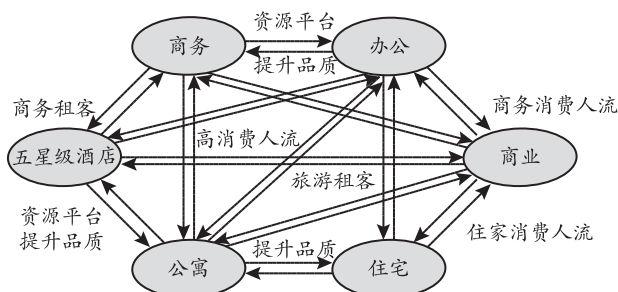 资源平台
商务
办公
提升品质
商务租客
商务消费人流
高消费人流
五星级酒店
商业
旅游租客
资源平台
提升品质
住家消费人流
提升品质
公寓
住宅